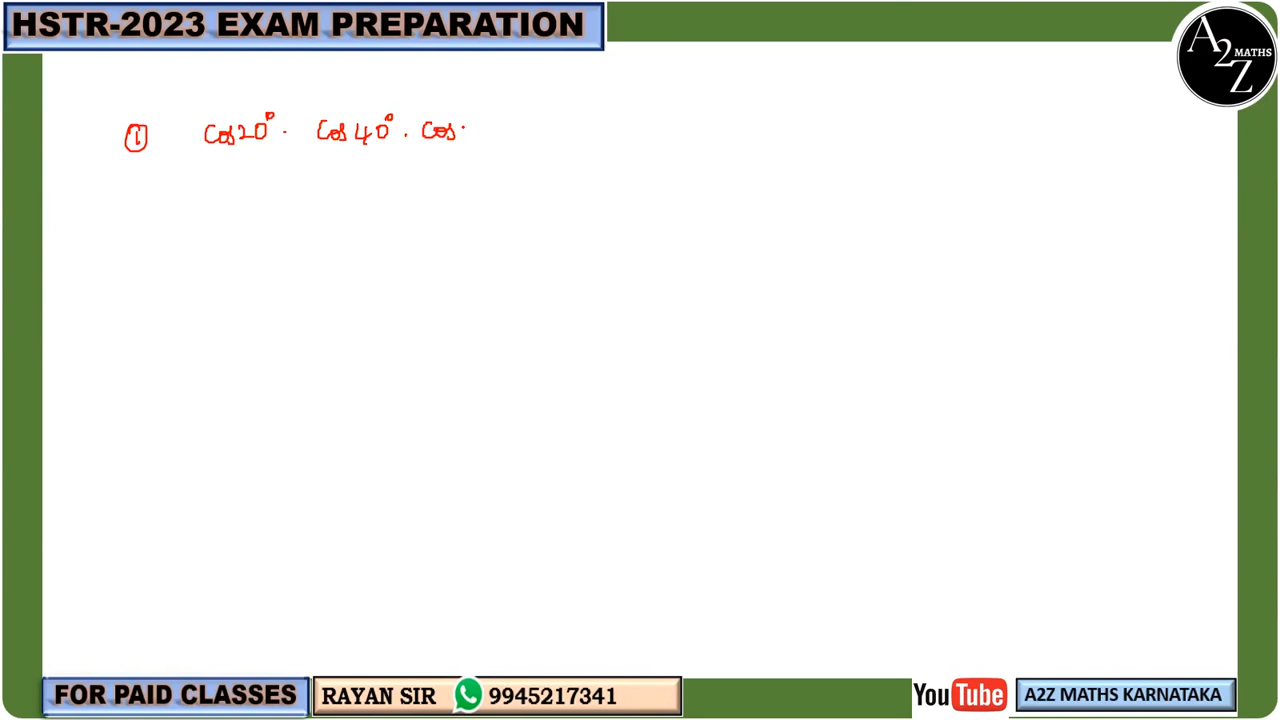 HSTR-2023 EXAM PREPARATION
A2Z MATHS
① Cos20° . Cos40° . Cos
FOR PAID CLASSES RAYAN SIR 9945217341 YouTube A2Z MATHS KARNATAKA